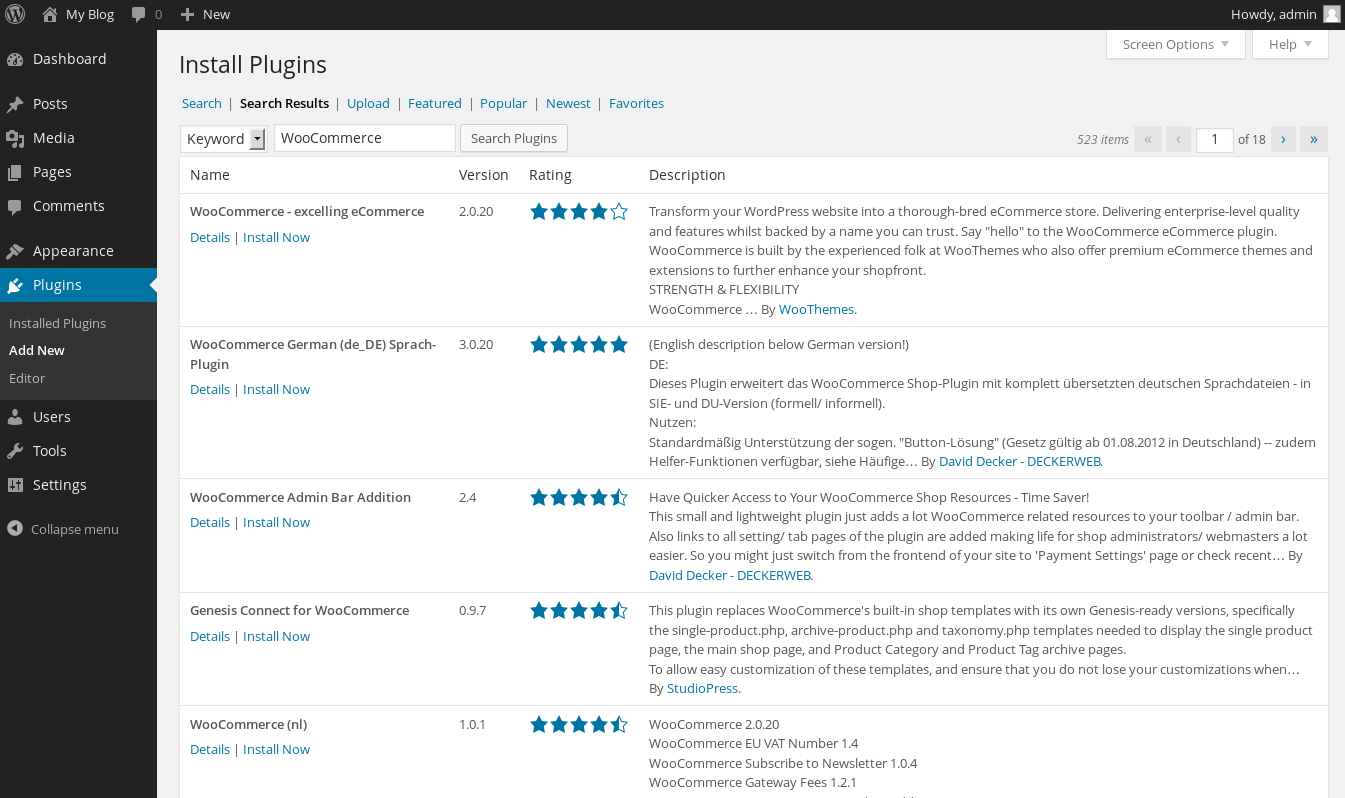 My Blog 0 New Howdy, admin
Screen Options Help
Dashboard
Posts
Media
Pages
Comments
Appearance
Plugins
Installed Plugins
Add New
Editor
Users
Tools
Settings
Collapse menu
Install Plugins
Search | Search Results | Upload | Featured | Popular | Newest | Favorites
Keyword WooCommerce Search Plugins 523 items « ‹ 1 of 18 › »
Name Version Rating Description
WooCommerce - excelling eCommerce 2.0.20
Details | Install Now
Transform your WordPress website into a thorough-bred eCommerce store. Delivering enterprise-level quality
and features whilst backed by a name you can trust. Say "hello" to the WooCommerce eCommerce plugin.
WooCommerce is built by the experienced folk at WooThemes who also offer premium eCommerce themes and
extensions to further enhance your shopfront.
STRENGTH & FLEXIBILITY
WooCommerce … By WooThemes.
WooCommerce German (de_DE) Sprach-
Plugin
3.0.20
Details | Install Now
(English description below German version!)
DE:
Dieses Plugin erweitert das WooCommerce Shop-Plugin mit komplett übersetzten deutschen Sprachdateien - in
SIE- und DU-Version (formell/ informell).
Nutzen:
Standardmäßig Unterstützung der sogen. "Button-Lösung" (Gesetz gültig ab 01.08.2012 in Deutschland) -- zudem
Helfer-Funktionen verfügbar, siehe Häufige… By David Decker - DECKERWEB.
WooCommerce Admin Bar Addition 2.4
Details | Install Now
Have Quicker Access to Your WooCommerce Shop Resources - Time Saver!
This small and lightweight plugin just adds a lot WooCommerce related resources to your toolbar / admin bar.
Also links to all setting/ tab pages of the plugin are added making life for shop administrators/ webmasters a lot
easier. So you might just switch from the frontend of your site to 'Payment Settings' page or check recent… By
David Decker - DECKERWEB.
Genesis Connect for WooCommerce 0.9.7
Details | Install Now
This plugin replaces WooCommerce's built-in shop templates with its own Genesis-ready versions, specifically
the single-product.php, archive-product.php and taxonomy.php templates needed to display the single product
page, the main shop page, and Product Category and Product Tag archive pages.
To allow easy customization of these templates, and ensure that you do not lose your customizations when…
By StudioPress.
WooCommerce (nl) 1.0.1
Details | Install Now
WooCommerce 2.0.20
WooCommerce EU VAT Number 1.4
WooCommerce Subscribe to Newsletter 1.0.4
WooCommerce Gateway Fees 1.2.1